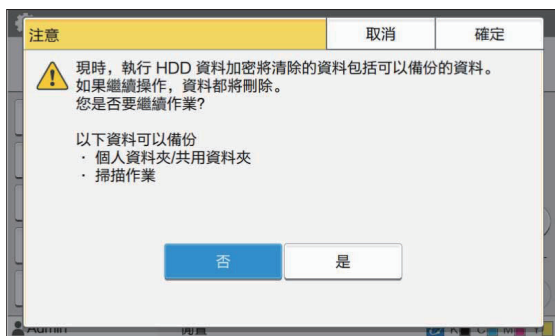 注意
取消
確定
現時，執行 HDD 資料加密將清除的資料包括可以備份的資料。
如果繼續操作，資料都將刪除。
您是否要繼續作業?
以下資料可以備份
· 個人資料夾/共用資料夾
· 掃描作業
否
是
Admin
閒置
K C M Y